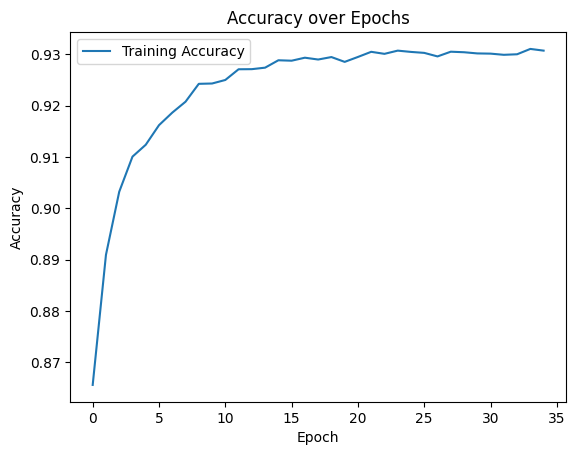 Accuracy over Epochs
Training Accuracy
0.93
0.92
0.91
0.90
0.89
0.88
0.87
Accuracy
0 5 10 15 20 25 30 35
Epoch